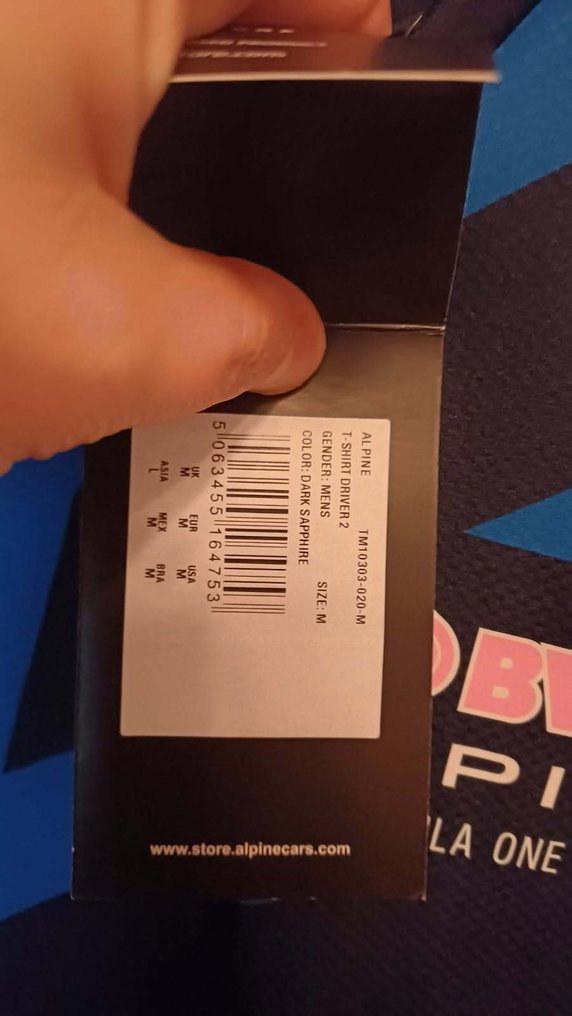 ALPINE TM10303-020-M
T-SHIRT DRIVER 2
GENDER: MENS SIZE: M
COLOR: DARK SAPPHIRE
5 063455 164753
UK EUR USA
M M M
ASIA MEX BRA
L M M
www.store.alpinecars.com
LA ONE